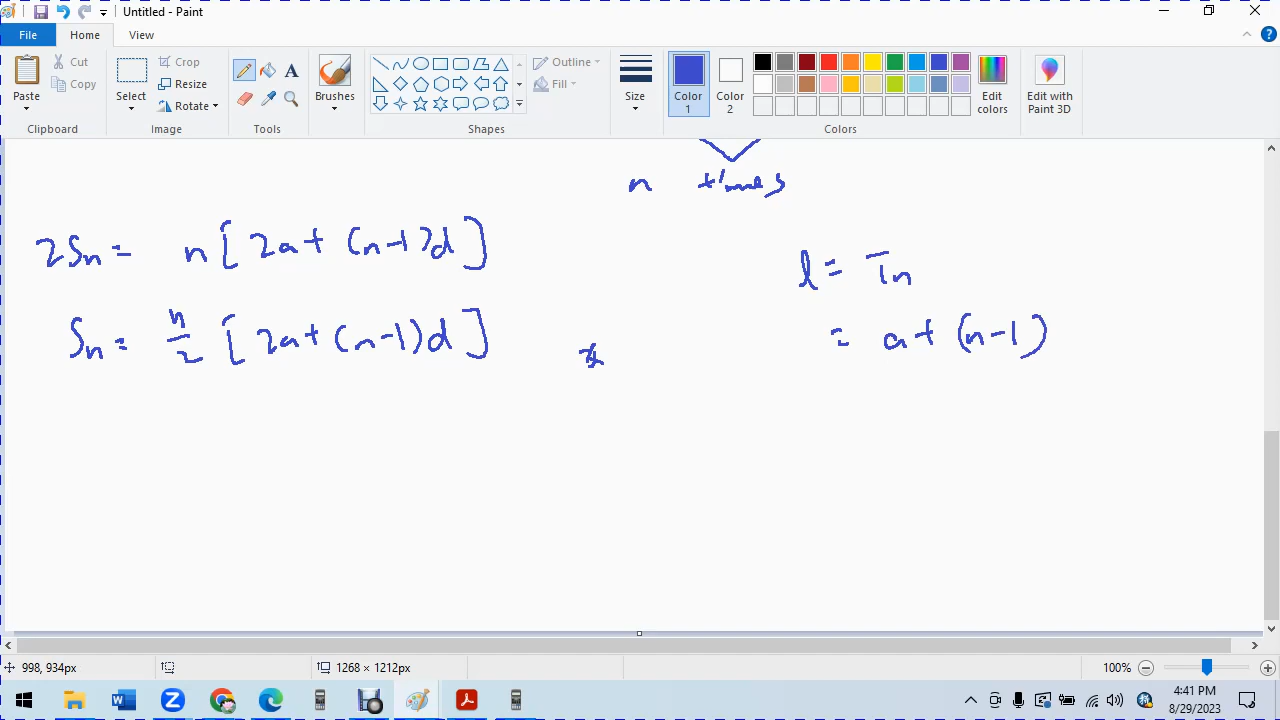 Untitled - Paint
File Home View
Paste Cut Copy Clipboard
Select Crop Resize Rotate Image
A Tools
Brushes
Outline Fill Shapes
Size
Color 1 Color 2 Edit colors Colors
Edit with Paint 3D
n times
2Sn = n[2a+(n-1)d]
l = Tn
Sn = n/2 [2a+(n-1)d]
= a+(n-1)
998, 934px 1268 × 1212px 100%
4:41 PM
8/29/2023